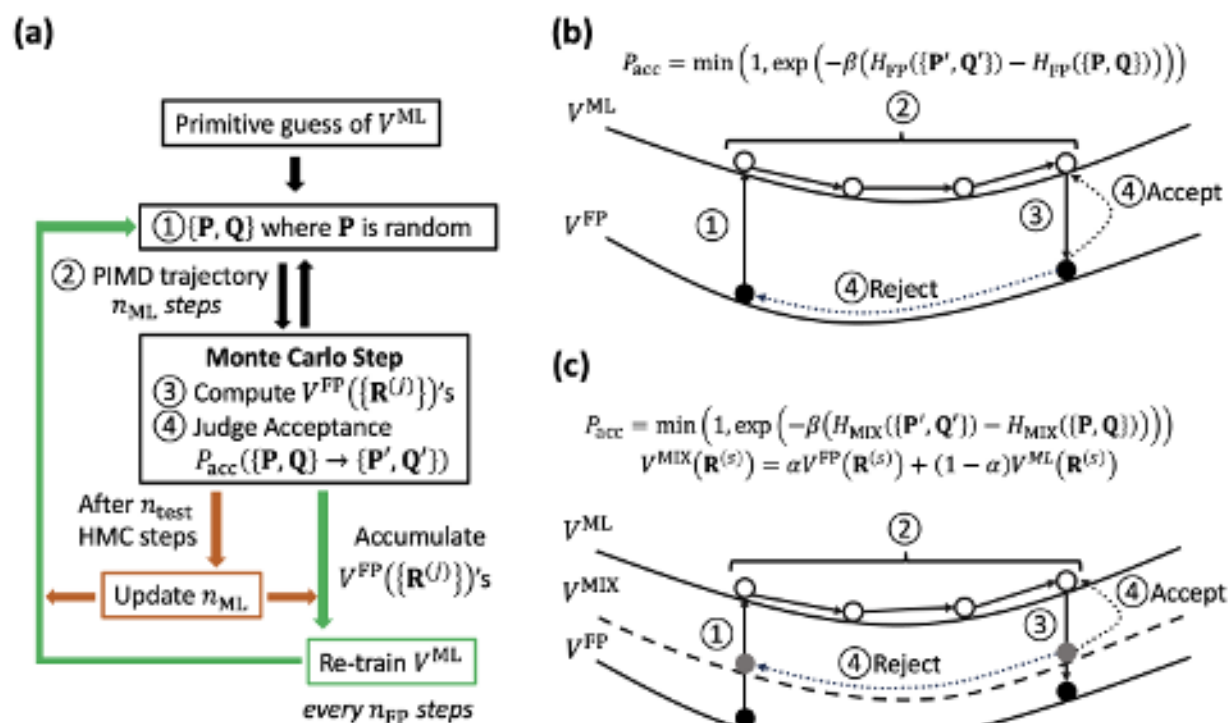 (a)
Primitive guess of V^ML
①{P, Q} where P is random
② PIMD trajectory
n_ML steps
Monte Carlo Step
③ Compute V^FP({R^(j)})'s
④ Judge Acceptance
P_acc({P, Q} → {P′, Q′})
After n_test
HMC steps
Accumulate
V^FP({R^(j)})'s
Update n_ML
Re-train V^ML
every n_FP steps
(b)
P_acc = min(1, exp(−β(H_FP({P′, Q′}) − H_FP({P, Q}))))
V^ML
②
V^FP
①
③
④Accept
④Reject
(c)
P_acc = min(1, exp(−β(H_MIX({P′, Q′}) − H_MIX({P, Q}))))
V^MIX(R^(s)) = αV^FP(R^(s)) + (1 − α)V^ML(R^(s))
V^ML
②
V^MIX
④Accept
①
③
V^FP
④Reject